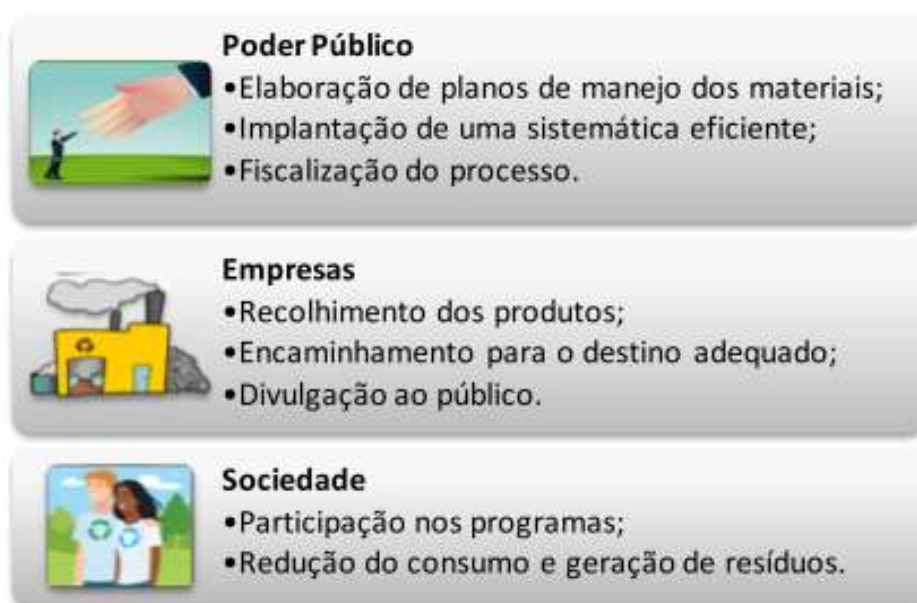 Poder Público
•Elaboração de planos de manejo dos materiais;
•Implantação de uma sistemática eficiente;
•Fiscalização do processo.
Empresas
•Recolhimento dos produtos;
•Encaminhamento para o destino adequado;
•Divulgação ao público.
Sociedade
•Participação nos programas;
•Redução do consumo e geração de resíduos.